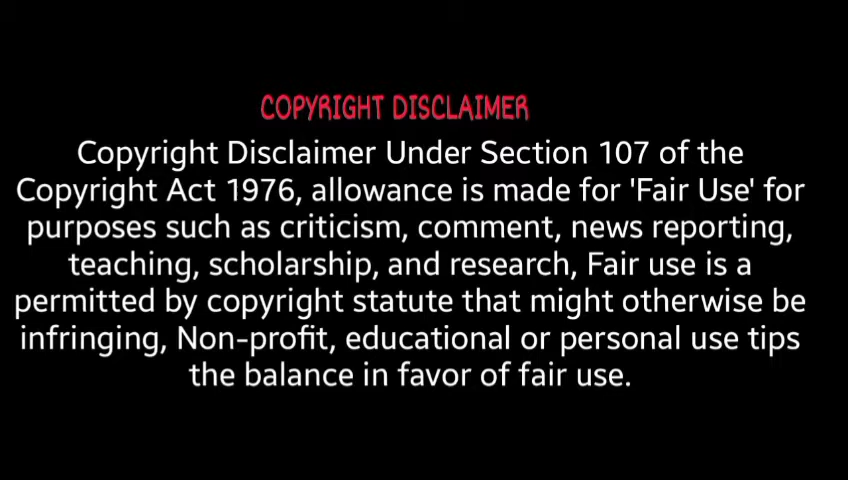 COPYRIGHT DISCLAIMER
Copyright Disclaimer Under Section 107 of the
Copyright Act 1976, allowance is made for 'Fair Use' for
purposes such as criticism, comment, news reporting,
teaching, scholarship, and research, Fair use is a
permitted by copyright statute that might otherwise be
infringing, Non-profit, educational or personal use tips
the balance in favor of fair use.